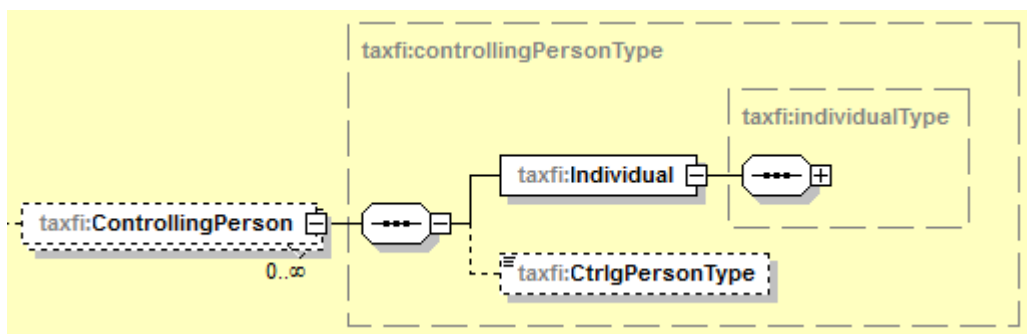 taxfi:controllingPersonType
taxfi:individualType
taxfi:Individual
taxfi:ControllingPerson
0..∞
taxfi:CtrlgPersonType